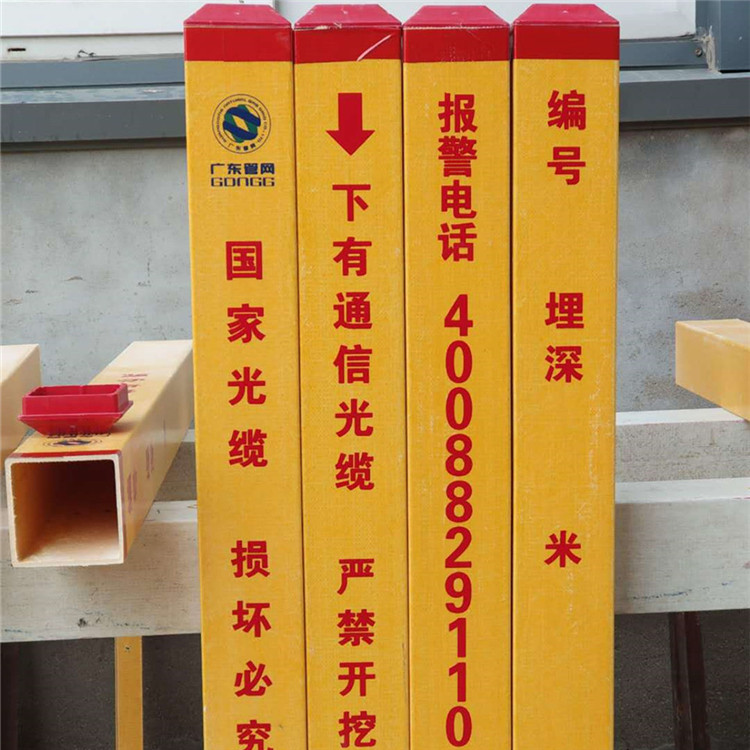 广东管网
GDNGG
国家光缆 损坏必究
下有通信光缆 严禁开挖
报警电话 4008829110
编号 埋深 米